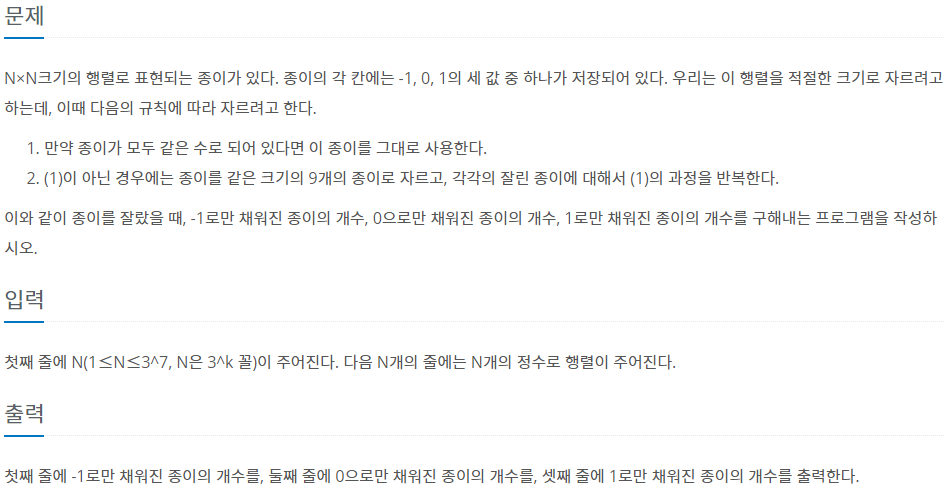 문제
N×N크기의 행렬로 표현되는 종이가 있다. 종이의 각 칸에는 -1, 0, 1의 세 값 중 하나가 저장되어 있다. 우리는 이 행렬을 적절한 크기로 자르려고
하는데, 이때 다음의 규칙에 따라 자르려고 한다.
1. 만약 종이가 모두 같은 수로 되어 있다면 이 종이를 그대로 사용한다.
2. (1)이 아닌 경우에는 종이를 같은 크기의 9개의 종이로 자르고, 각각의 잘린 종이에 대해서 (1)의 과정을 반복한다.
이와 같이 종이를 잘랐을 때, -1로만 채워진 종이의 개수, 0으로만 채워진 종이의 개수, 1로만 채워진 종이의 개수를 구해내는 프로그램을 작성하
시오.
입력
첫째 줄에 N(1≤N≤3^7, N은 3^k 꼴)이 주어진다. 다음 N개의 줄에는 N개의 정수로 행렬이 주어진다.
출력
첫째 줄에 -1로만 채워진 종이의 개수를, 둘째 줄에 0으로만 채워진 종이의 개수를, 셋째 줄에 1로만 채워진 종이의 개수를 출력한다.